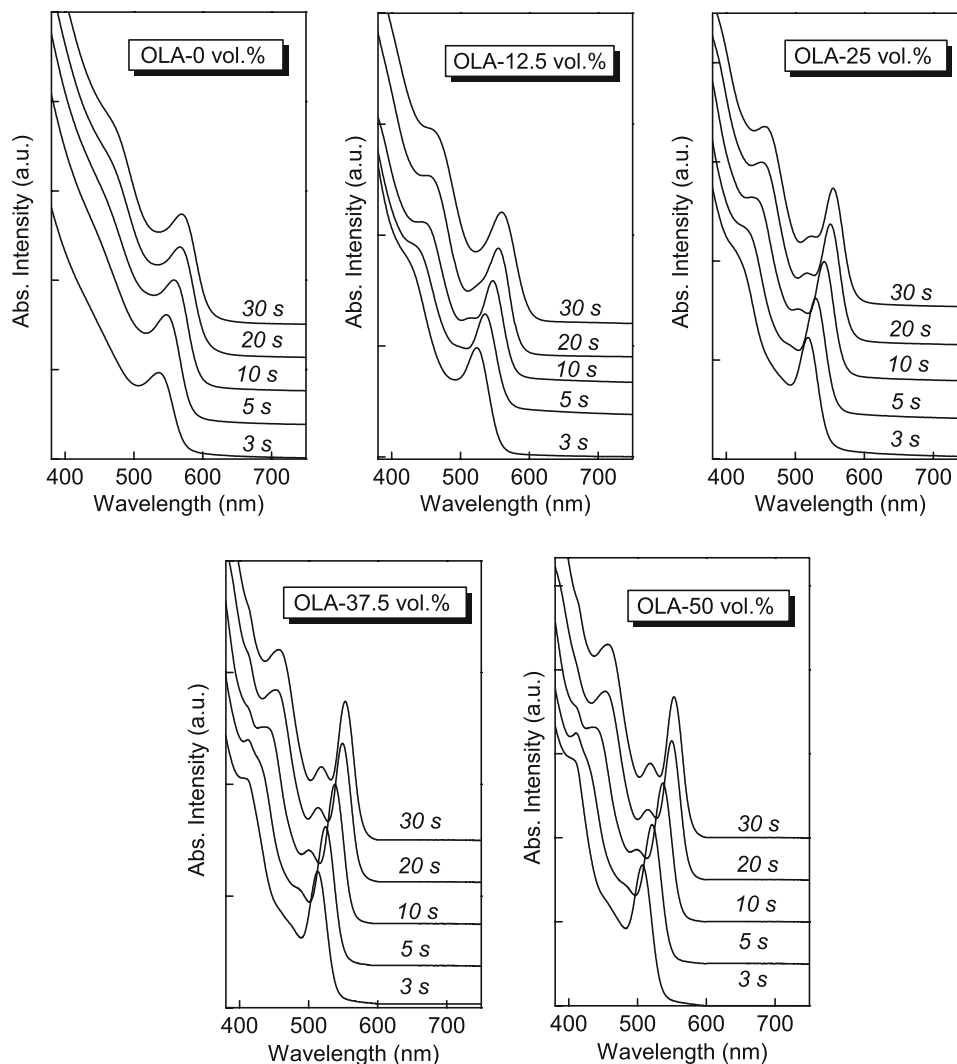 OLA-0 vol.%
Abs. Intensity (a.u.)
30 s
20 s
10 s
5 s
3 s
400 500 600 700
Wavelength (nm)
OLA-12.5 vol.%
Abs. Intensity (a.u.)
30 s
20 s
10 s
5 s
3 s
400 500 600 700
Wavelength (nm)
OLA-25 vol.%
Abs. Intensity (a.u.)
30 s
20 s
10 s
5 s
3 s
400 500 600 700
Wavelength (nm)
OLA-37.5 vol.%
Abs. Intensity (a.u.)
30 s
20 s
10 s
5 s
3 s
400 500 600 700
Wavelength (nm)
OLA-50 vol.%
Abs. Intensity (a.u.)
30 s
20 s
10 s
5 s
3 s
400 500 600 700
Wavelength (nm)